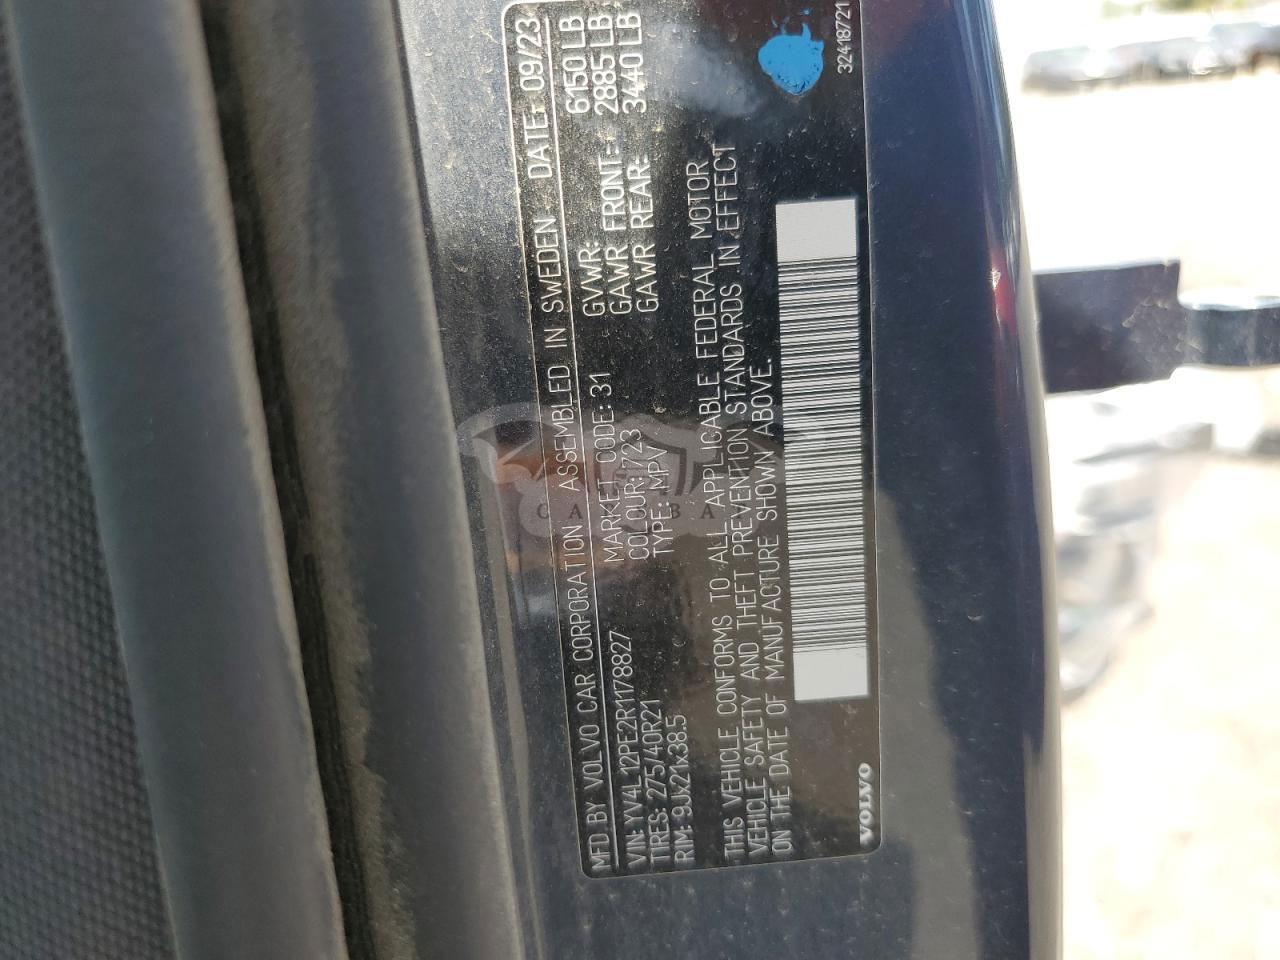 MFD BY VOLVO CAR CORPORATION ASSEMBLED IN SWEDEN DATE: 09/23
VIN: YV4L12PE2R1178827 MARKET CODE: 31 GVWR: 6150 LB
TIRES: 275/40R21 COLOUR: 723 GAWR FRONT: 2885 LB
RIM: 9Jx21x38.5 TYPE: MPV GAWR REAR: 3440 LB
THIS VEHICLE CONFORMS TO ALL APPLICABLE FEDERAL MOTOR
VEHICLE SAFETY AND THEFT PREVENTION STANDARDS IN EFFECT
ON THE DATE OF MANUFACTURE SHOWN ABOVE.
VOLVO
32418721